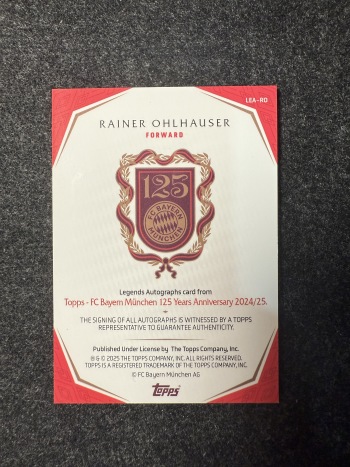 LEA-RO
RAINER OHLHAUSER
FORWARD
125
FC BAYERN
MÜNCHEN
Legends Autographs card from
Topps - FC Bayern München 125 Years Anniversary 2024/25.
THE SIGNING OF ALL AUTOGRAPHS IS WITNESSED BY A TOPPS
REPRESENTATIVE TO GUARANTEE AUTHENTICITY.
Published Under License by The Topps Company, Inc.
® & © 2025 THE TOPPS COMPANY, INC. ALL RIGHTS RESERVED.
TOPPS IS A REGISTERED TRADEMARK OF THE TOPPS COMPANY, INC.
© FC Bayern München AG
topps